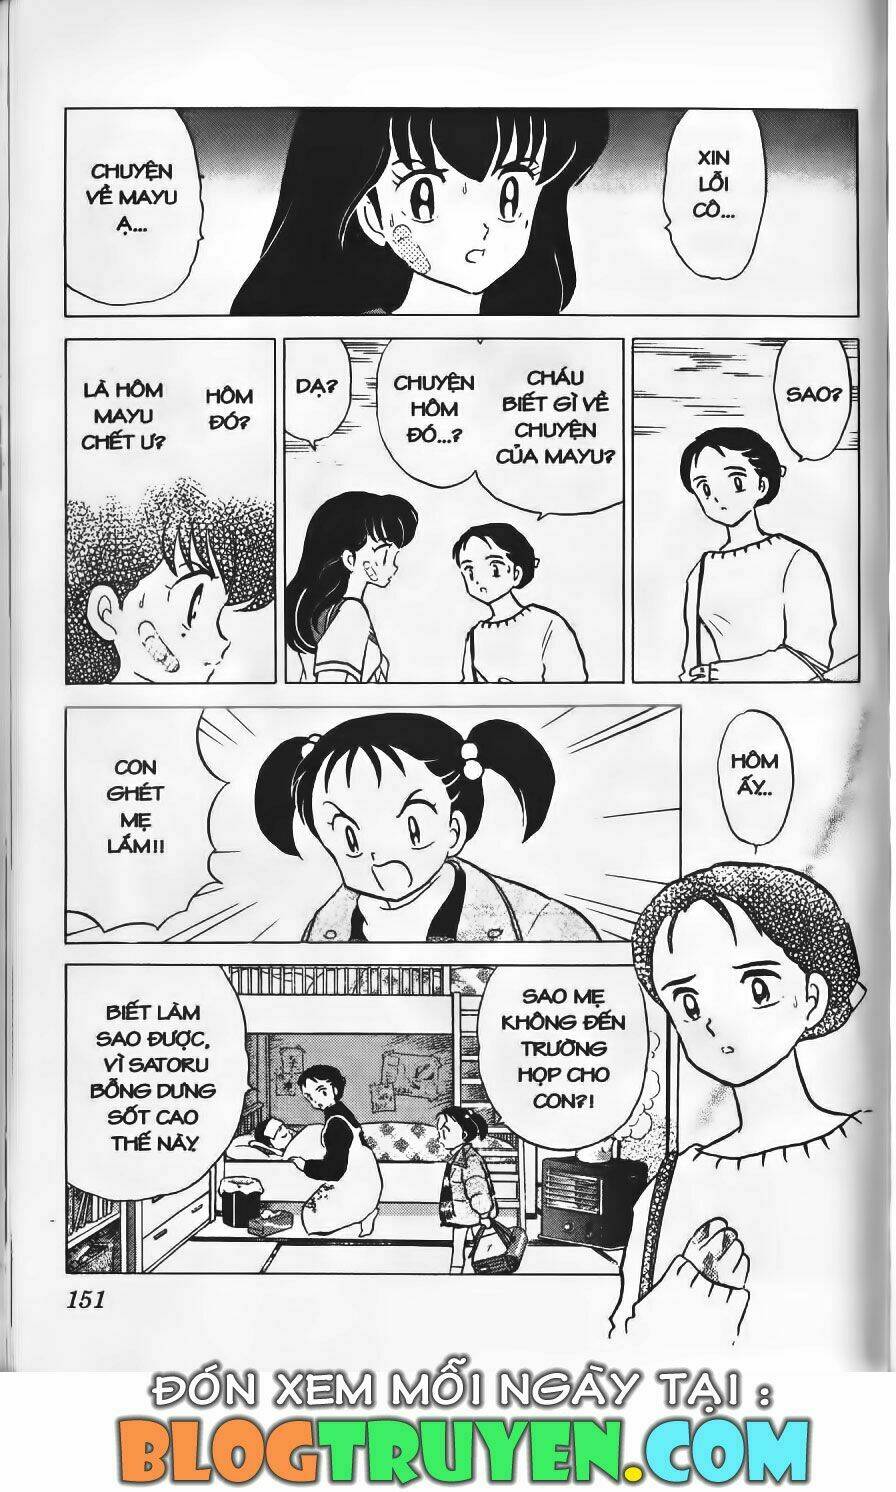 XIN
LỖI
CÔ...
CHUYỆN
VỀ MAYU
Ạ...
SAO?
CHÁU
BIẾT GÌ VỀ
CHUYỆN
CỦA MAYU?
CHUYỆN
HÔM
ĐÓ...?
DẠ?
HÔM
ĐÓ?
LÀ HÔM
MAYU
CHẾT Ư?
HÔM
ẤY...
CON
GHÉT
MẸ
LẮM!!
SAO MẸ
KHÔNG ĐẾN
TRƯỜNG
HỌP CHO
CON?!
BIẾT LÀM
SAO ĐƯỢC,
VÌ SATORU
BỖNG DƯNG
SỐT CAO
THẾ NÀY.
151
ĐÓN XEM MỖI NGÀY TẠI :
BLOGTRUYEN.COM